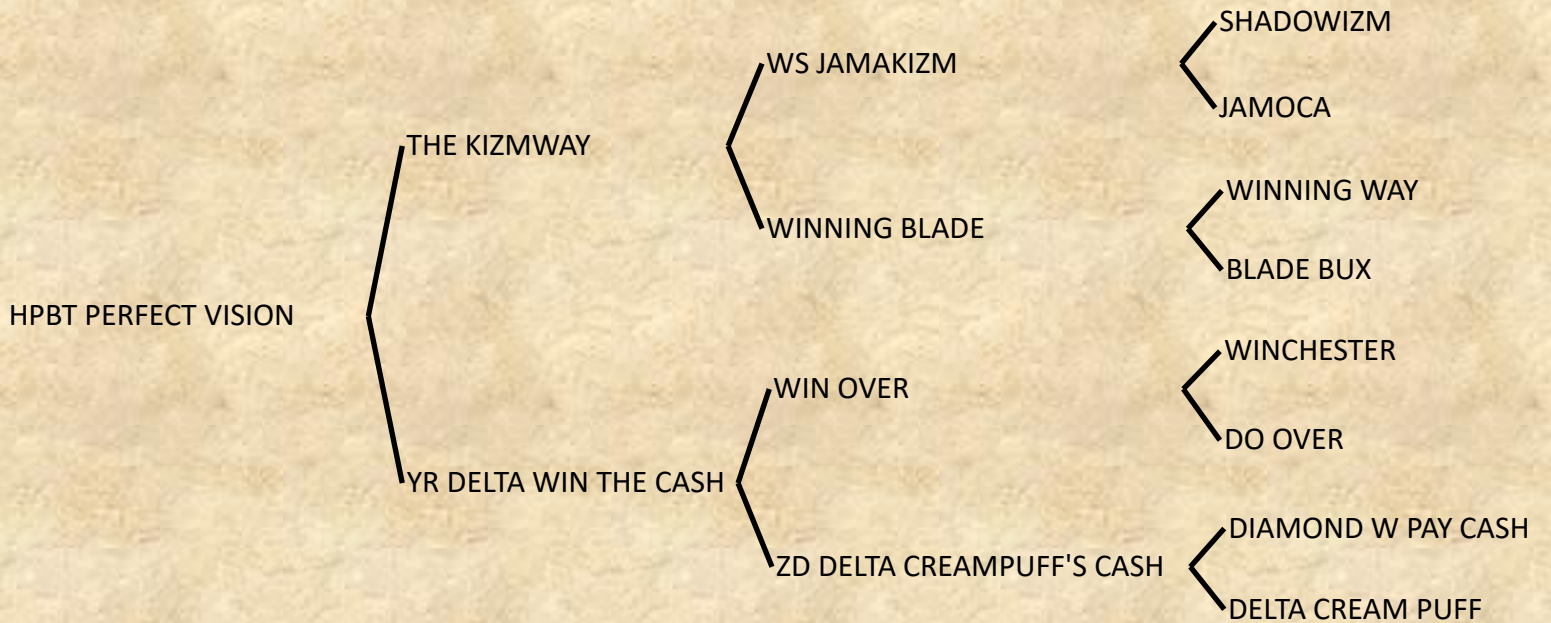 SHADOWIZM
WS JAMAKIZM
JAMOCA
THE KIZMWAY
WINNING WAY
WINNING BLADE
BLADE BUX
HPBT PERFECT VISION
WINCHESTER
WIN OVER
DO OVER
YR DELTA WIN THE CASH
DIAMOND W PAY CASH
ZD DELTA CREAMPUFF'S CASH
DELTA CREAM PUFF